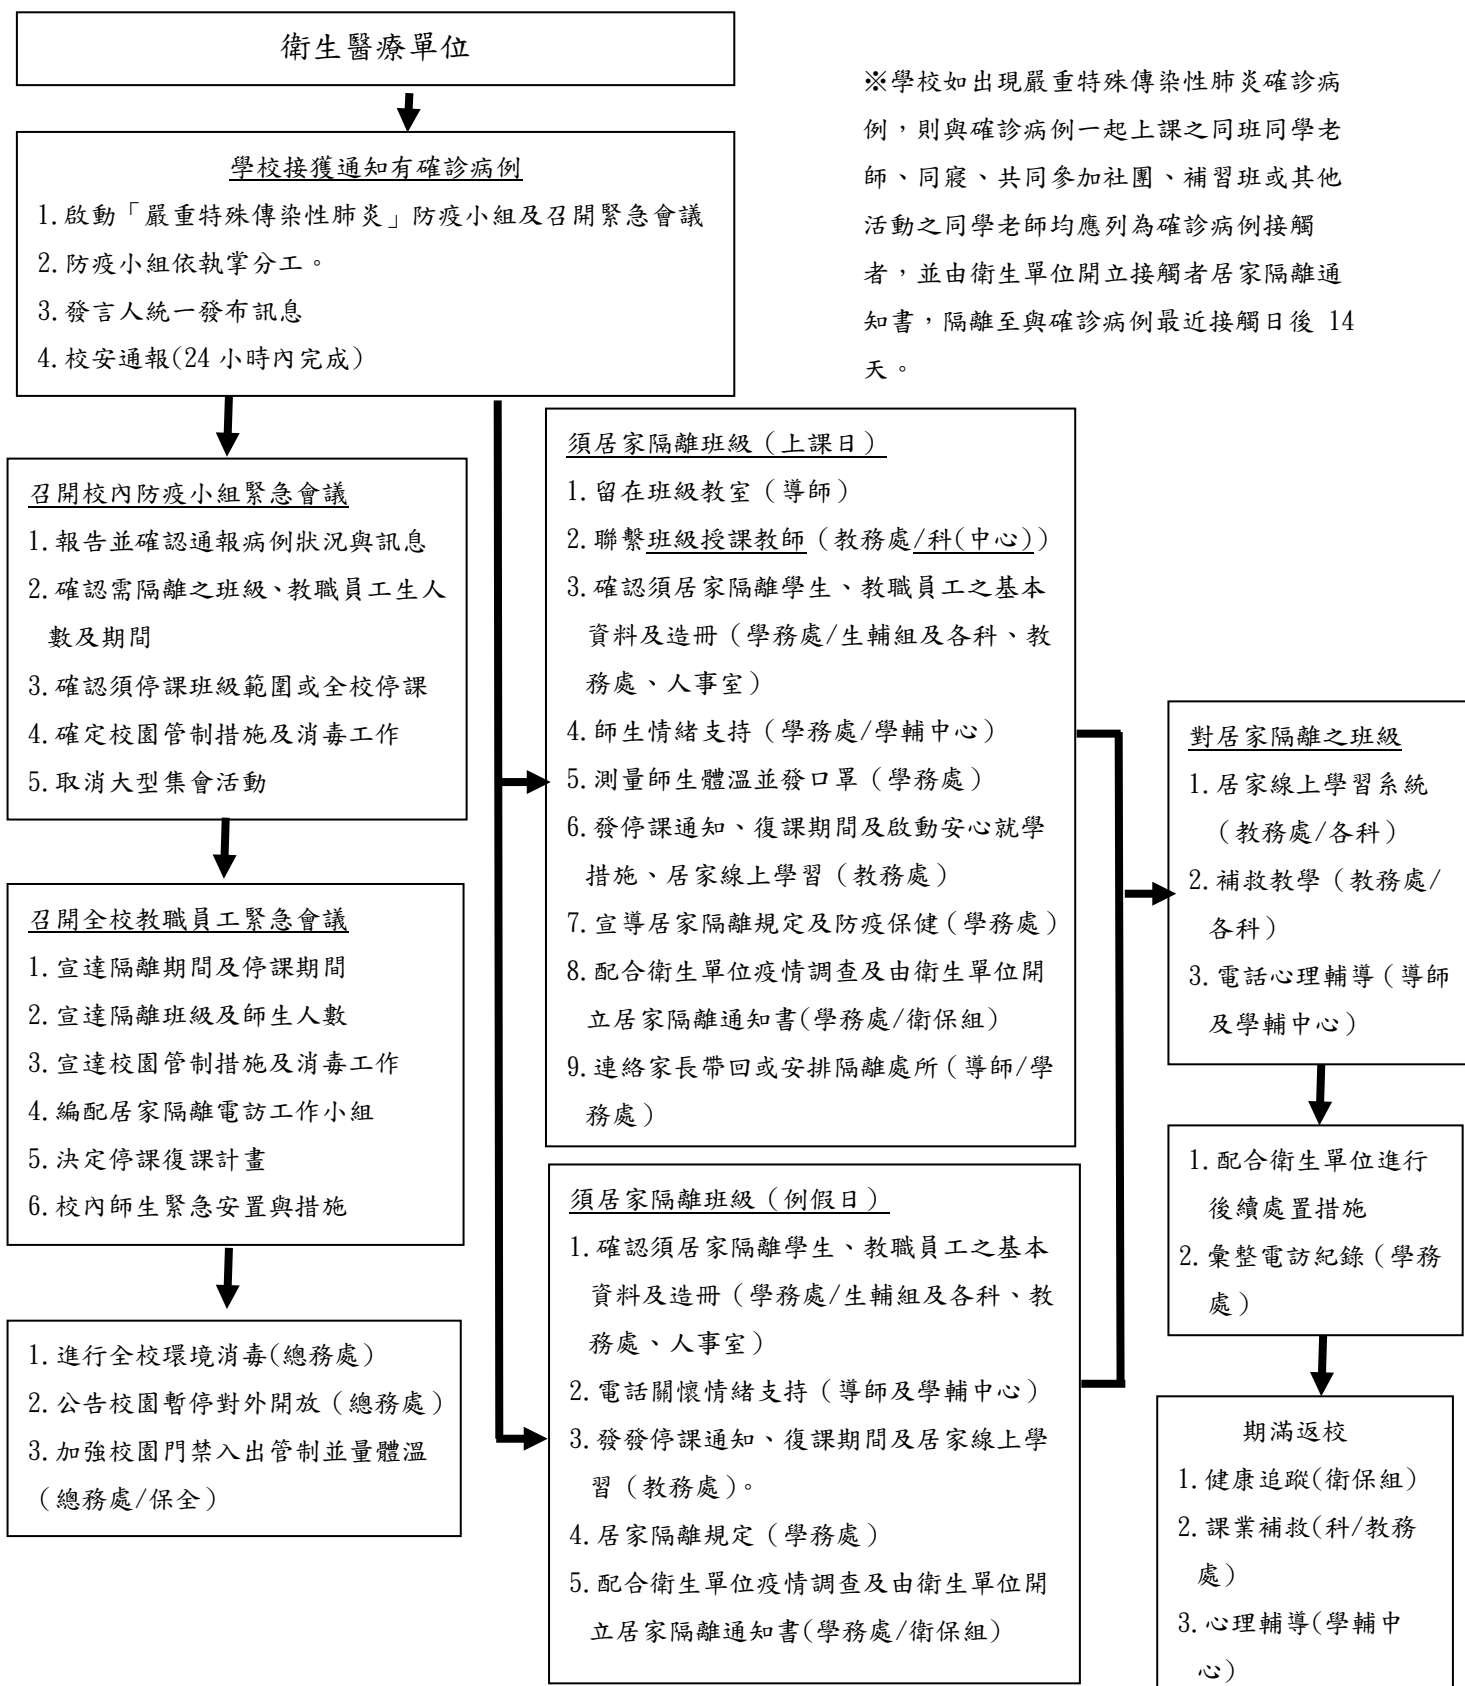 衛生醫療單位
※學校如出現嚴重特殊傳染性肺炎確診病
例，則與確診病例一起上課之同班同學老
師、同寢、共同參加社團、補習班或其他
活動之同學老師均應列為確診病例接觸
者，並由衛生單位開立接觸者居家隔離通
知書，隔離至與確診病例最近接觸日後 14
天。
學校接獲通知有確診病例
1.啟動「嚴重特殊傳染性肺炎」防疫小組及召開緊急會議
2.防疫小組依執掌分工。
3.發言人統一發布訊息
4.校安通報(24 小時內完成)
召開校內防疫小組緊急會議
1.報告並確認通報病例狀況與訊息
2.確認需隔離之班級、教職員工生人
數及期間
3.確認須停課班級範圍或全校停課
4.確定校園管制措施及消毒工作
5.取消大型集會活動
召開全校教職員工緊急會議
1.宣達隔離期間及停課期間
2.宣達隔離班級及師生人數
3.宣達校園管制措施及消毒工作
4.編配居家隔離電訪工作小組
5.決定停課復課計畫
6.校內師生緊急安置與措施
1.進行全校環境消毒(總務處)
2.公告校園暫停對外開放（總務處）
3.加強校園門禁入出管制並量體溫
（總務處/保全）
須居家隔離班級（上課日）
1.留在班級教室（導師）
2.聯繫班級授課教師（教務處/科(中心)）
3.確認須居家隔離學生、教職員工之基本
資料及造冊（學務處/生輔組及各科、教
務處、人事室）
4.師生情緒支持（學務處/學輔中心）
5.測量師生體溫並發口罩（學務處）
6.發停課通知、復課期間及啟動安心就學
措施、居家線上學習（教務處）
7.宣導居家隔離規定及防疫保健（學務處）
8.配合衛生單位疫情調查及由衛生單位開
立居家隔離通知書(學務處/衛保組)
9.連絡家長帶回或安排隔離處所（導師/學
務處）
須居家隔離班級（例假日）
1.確認須居家隔離學生、教職員工之基本
資料及造冊（學務處/生輔組及各科、教
務處、人事室）
2.電話關懷情緒支持（導師及學輔中心）
3.發發停課通知、復課期間及居家線上學
習（教務處）。
4.居家隔離規定（學務處）
5.配合衛生單位疫情調查及由衛生單位開
立居家隔離通知書(學務處/衛保組)
對居家隔離之班級
1.居家線上學習系統
（教務處/各科）
2.補救教學（教務處/
各科）
3.電話心理輔導（導師
及學輔中心）
1.配合衛生單位進行
後續處置措施
2.彙整電訪紀錄（學務
處）
期滿返校
1.健康追蹤(衛保組)
2.課業補救(科/教務
處)
3.心理輔導(學輔中
心)